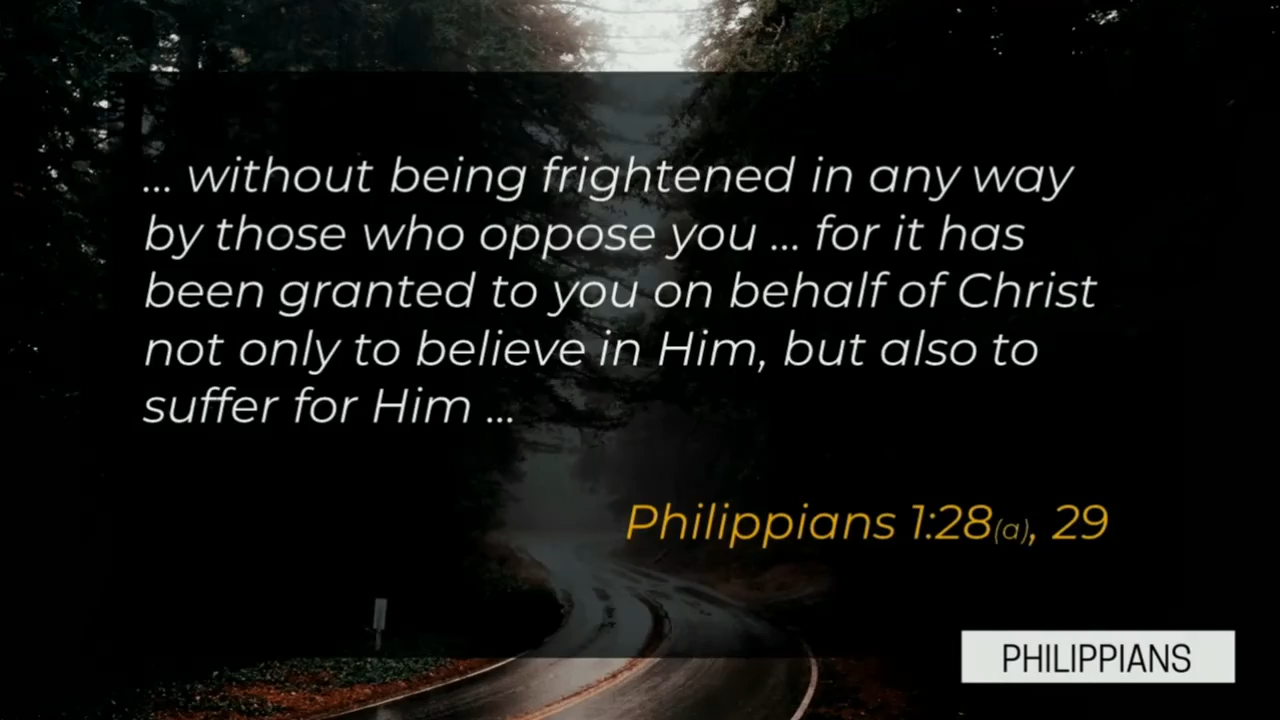 ... without being frightened in any way
by those who oppose you ... for it has
been granted to you on behalf of Christ
not only to believe in Him, but also to
suffer for Him ...
Philippians 1:28(a), 29
PHILIPPIANS